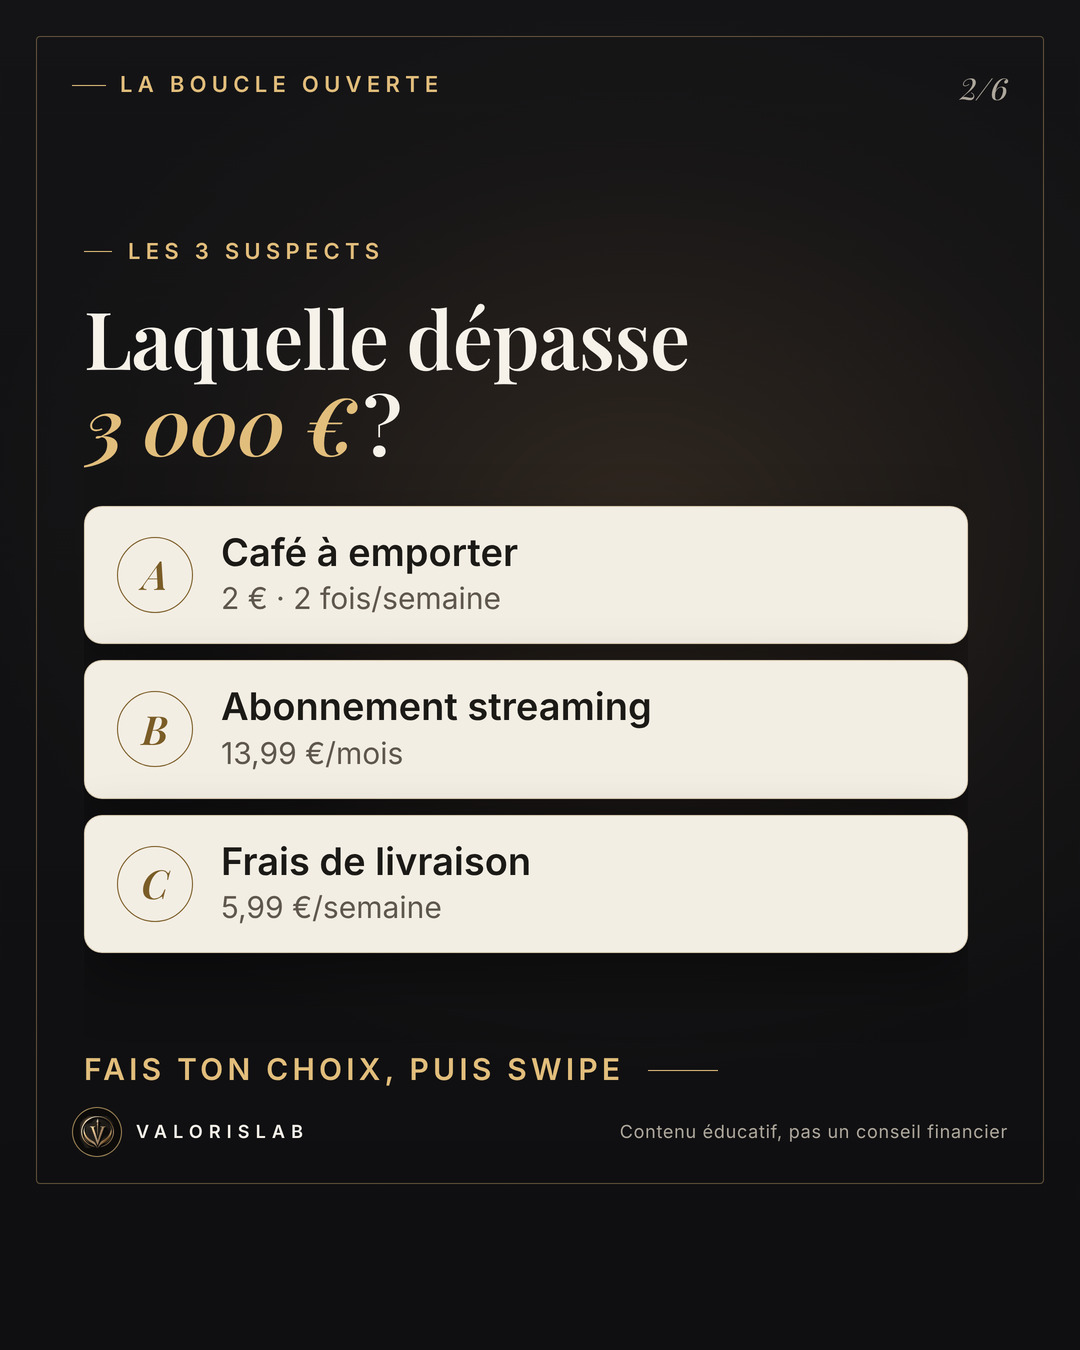 LA BOUCLE OUVERTE
2/6
LES 3 SUSPECTS
Laquelle dépasse
3 000 € ?
A
Café à emporter
2 € · 2 fois/semaine
B
Abonnement streaming
13,99 €/mois
C
Frais de livraison
5,99 €/semaine
FAIS TON CHOIX, PUIS SWIPE
V
VALORISLAB
Contenu éducatif, pas un conseil financier